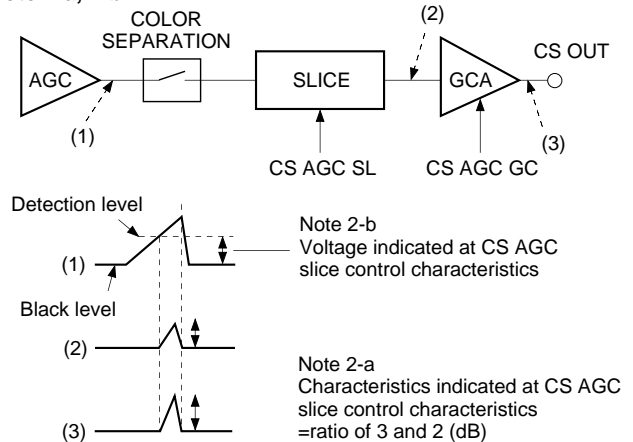 COLOR
SEPARATION
(2)
CS OUT
AGC
SLICE
GCA
(1)
(3)
CS AGC SL
CS AGC GC
Detection level
Note 2-b
Voltage indicated at CS AGC
slice control characteristics
(1)
Black level
(2)
Note 2-a
Characteristics indicated at CS AGC
slice control characteristics
=ratio of 3 and 2 (dB)
(3)